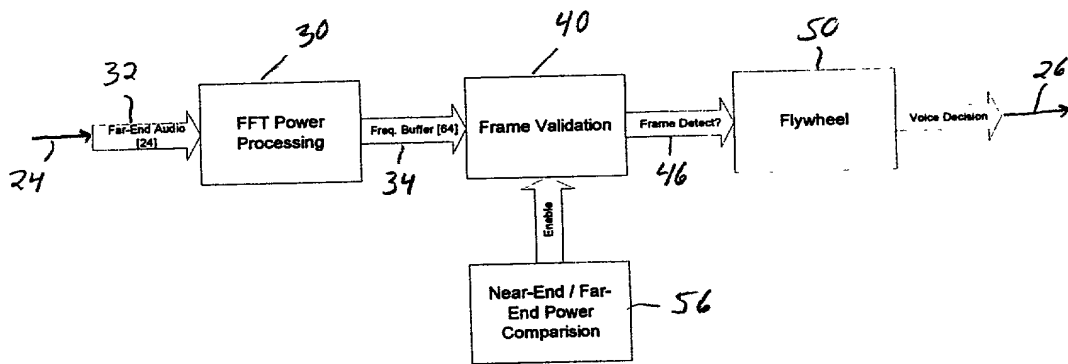 30
40
50
32
26
Far-End Audio
[24]
FFT Power
Processing
Freq. Buffer [64]
Frame Validation
Frame Detect?
Flywheel
Voice Decision
24
34
46
Enable
Near-End / Far-
End Power
Comparision
56